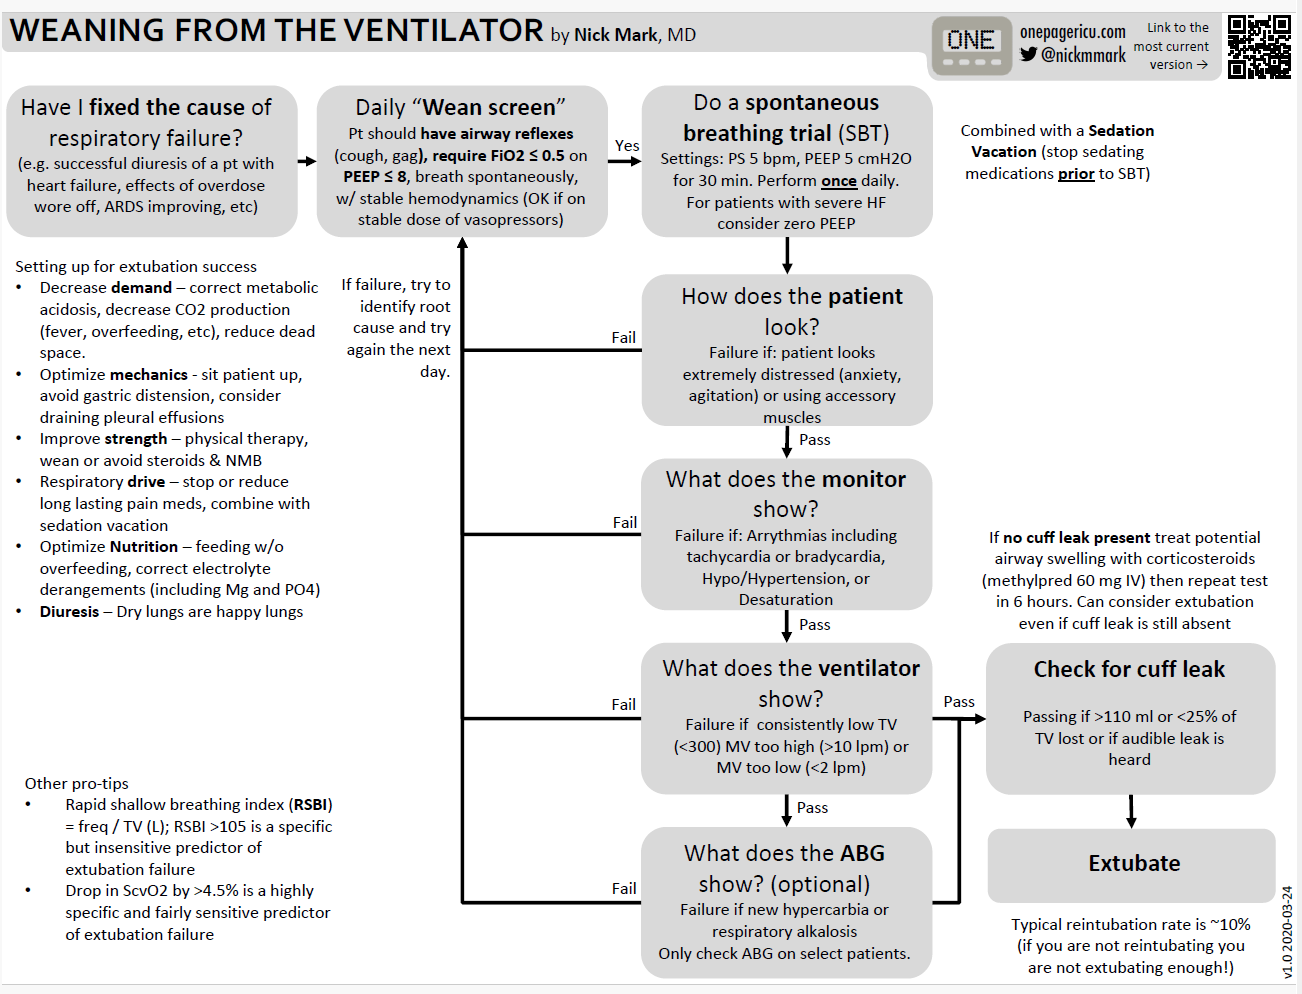 WEANING FROM THE VENTILATOR by Nick Mark, MD
ONE
onepagericu.com
@nickmmark
Link to the
most current
version →
Have I fixed the cause of
respiratory failure?
(e.g. successful diuresis of a pt with
heart failure, effects of overdose
wore off, ARDS improving, etc)
Daily “Wean screen”
Pt should have airway reflexes
(cough, gag), require FiO2 ≤ 0.5 on
PEEP ≤ 8, breath spontaneously,
w/ stable hemodynamics (OK if on
stable dose of vasopressors)
Yes
Do a spontaneous
breathing trial (SBT)
Settings: PS 5 bpm, PEEP 5 cmH2O
for 30 min. Perform once daily.
For patients with severe HF
consider zero PEEP
Combined with a Sedation
Vacation (stop sedating
medications prior to SBT)
Setting up for extubation success
• Decrease demand – correct metabolic
acidosis, decrease CO2 production
(fever, overfeeding, etc), reduce dead
space.
• Optimize mechanics - sit patient up,
avoid gastric distension, consider
draining pleural effusions
• Improve strength – physical therapy,
wean or avoid steroids & NMB
• Respiratory drive – stop or reduce
long lasting pain meds, combine with
sedation vacation
• Optimize Nutrition – feeding w/o
overfeeding, correct electrolyte
derangements (including Mg and PO4)
• Diuresis – Dry lungs are happy lungs
If failure, try to
identify root
cause and try
again the next
day.
Fail
How does the patient
look?
Failure if: patient looks
extremely distressed (anxiety,
agitation) or using accessory
muscles
Pass
Fail
What does the monitor
show?
Failure if: Arrythmias including
tachycardia or bradycardia,
Hypo/Hypertension, or
Desaturation
Pass
Fail
What does the ventilator
show?
Failure if consistently low TV
(<300) MV too high (>10 lpm) or
MV too low (<2 lpm)
Pass
Pass
Fail
What does the ABG
show? (optional)
Failure if new hypercarbia or
respiratory alkalosis
Only check ABG on select patients.
If no cuff leak present treat potential
airway swelling with corticosteroids
(methylpred 60 mg IV) then repeat test
in 6 hours. Can consider extubation
even if cuff leak is still absent
Check for cuff leak
Passing if >110 ml or <25% of
TV lost or if audible leak is
heard
Extubate
Typical reintubation rate is ~10%
(if you are not reintubating you
are not extubating enough!)
Other pro-tips
• Rapid shallow breathing index (RSBI)
= freq / TV (L); RSBI >105 is a specific
but insensitive predictor of
extubation failure
• Drop in ScvO2 by >4.5% is a highly
specific and fairly sensitive predictor
of extubation failure
v1.0 2020-03-24